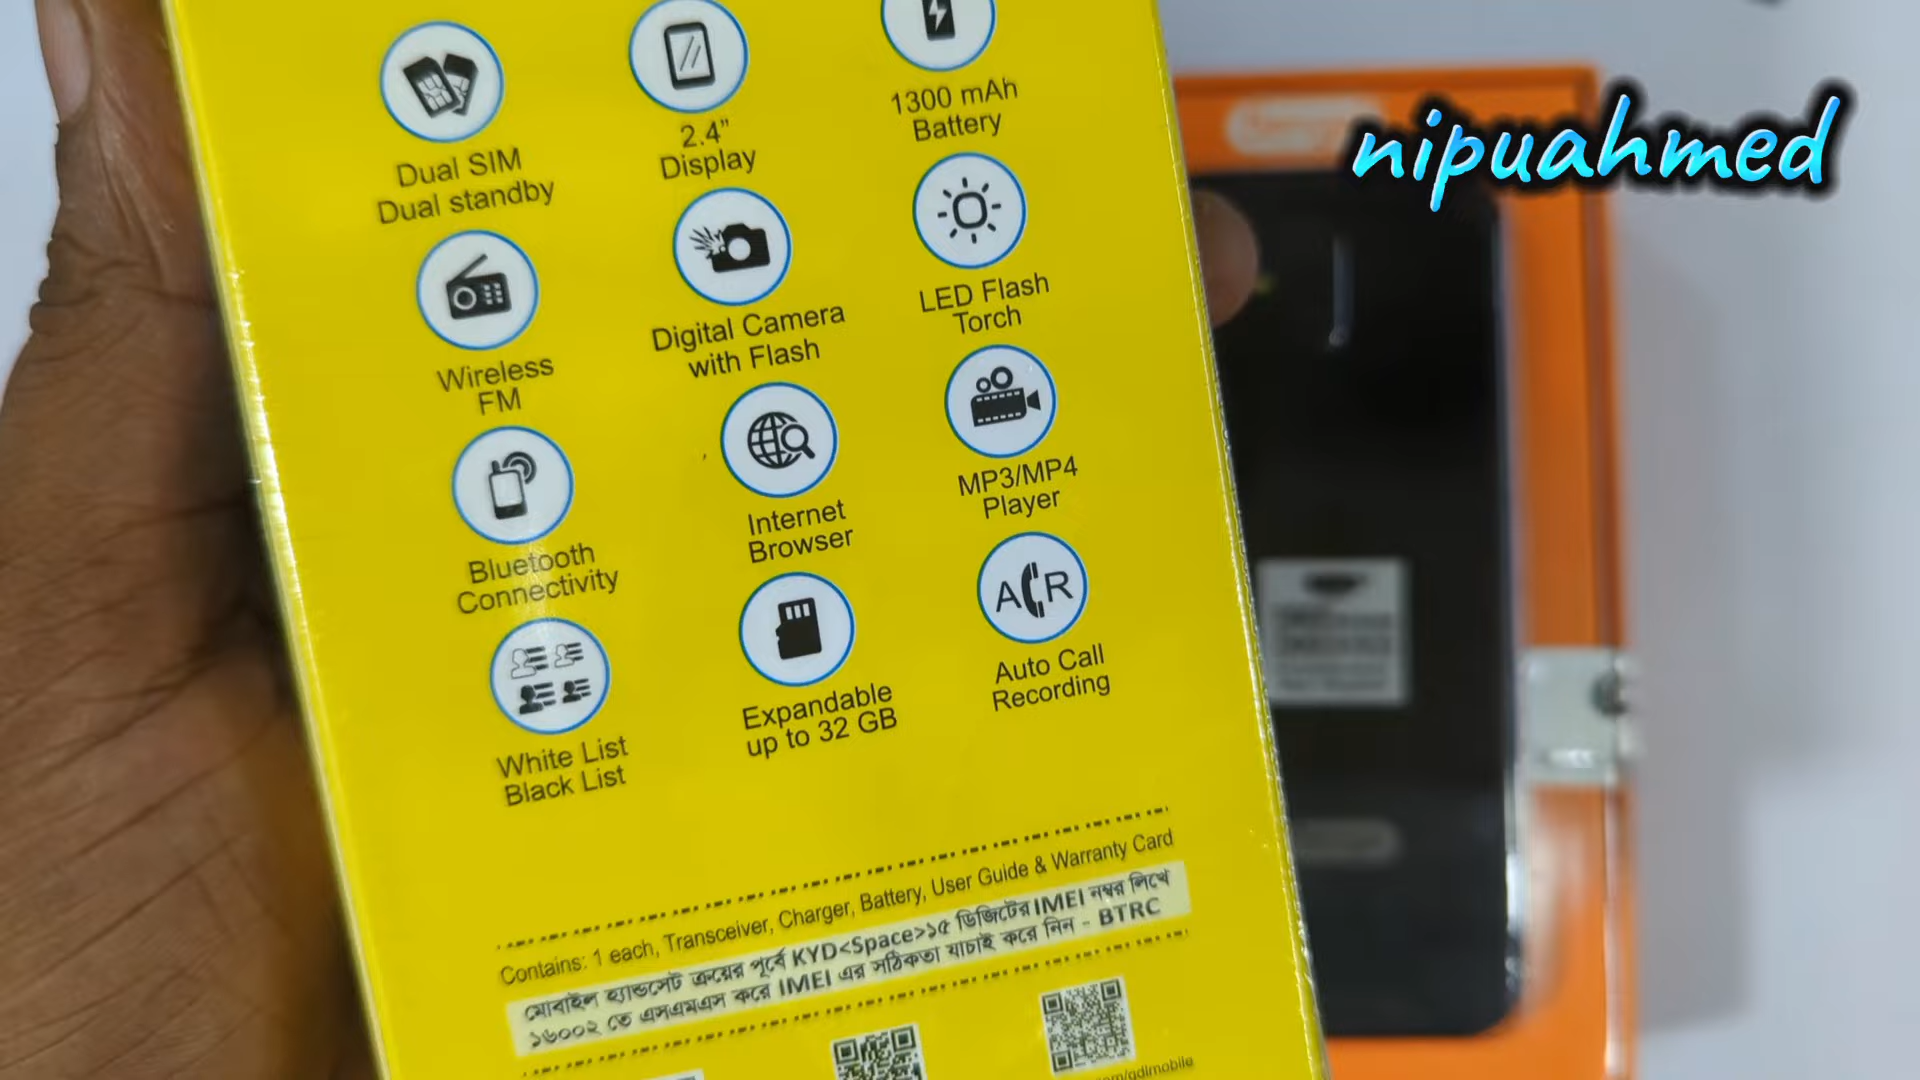 nipuahmed
Dual SIM
Dual standby
2.4”
Display
1300 mAh
Battery
Wireless
FM
Digital Camera
with Flash
LED Flash
Torch
Bluetooth
Connectivity
Internet
Browser
MP3/MP4
Player
White List
Black List
Expandable
up to 32 GB
A R
Auto Call
Recording
Contains: 1 each, Transceiver, Charger, Battery, User Guide & Warranty Card
মোবাইল হ্যান্ডসেট ক্রয়ের পূর্বে KYD<Space>১৫ ডিজিটের IMEI নম্বর লিখে
১৬০০২ তে এসএমএস করে IMEI এর সঠিকতা যাচাই করে নিন - BTRC
/gdlmobile